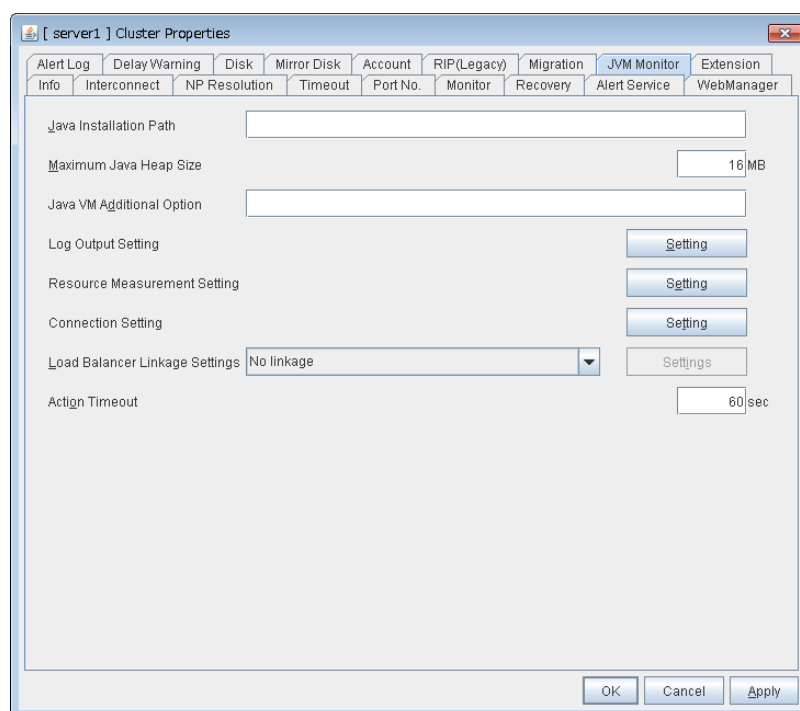 [ server1 ] Cluster Properties
Alert Log Delay Warning Disk Mirror Disk Account RIP(Legacy) Migration JVM Monitor Extension
Info Interconnect NP Resolution Timeout Port No. Monitor Recovery Alert Service WebManager
Java Installation Path
Maximum Java Heap Size 16 MB
Java VM Additional Option
Log Output Setting Setting
Resource Measurement Setting Setting
Connection Setting Setting
Load Balancer Linkage Settings No linkage Settings
Action Timeout 60 sec
OK Cancel Apply